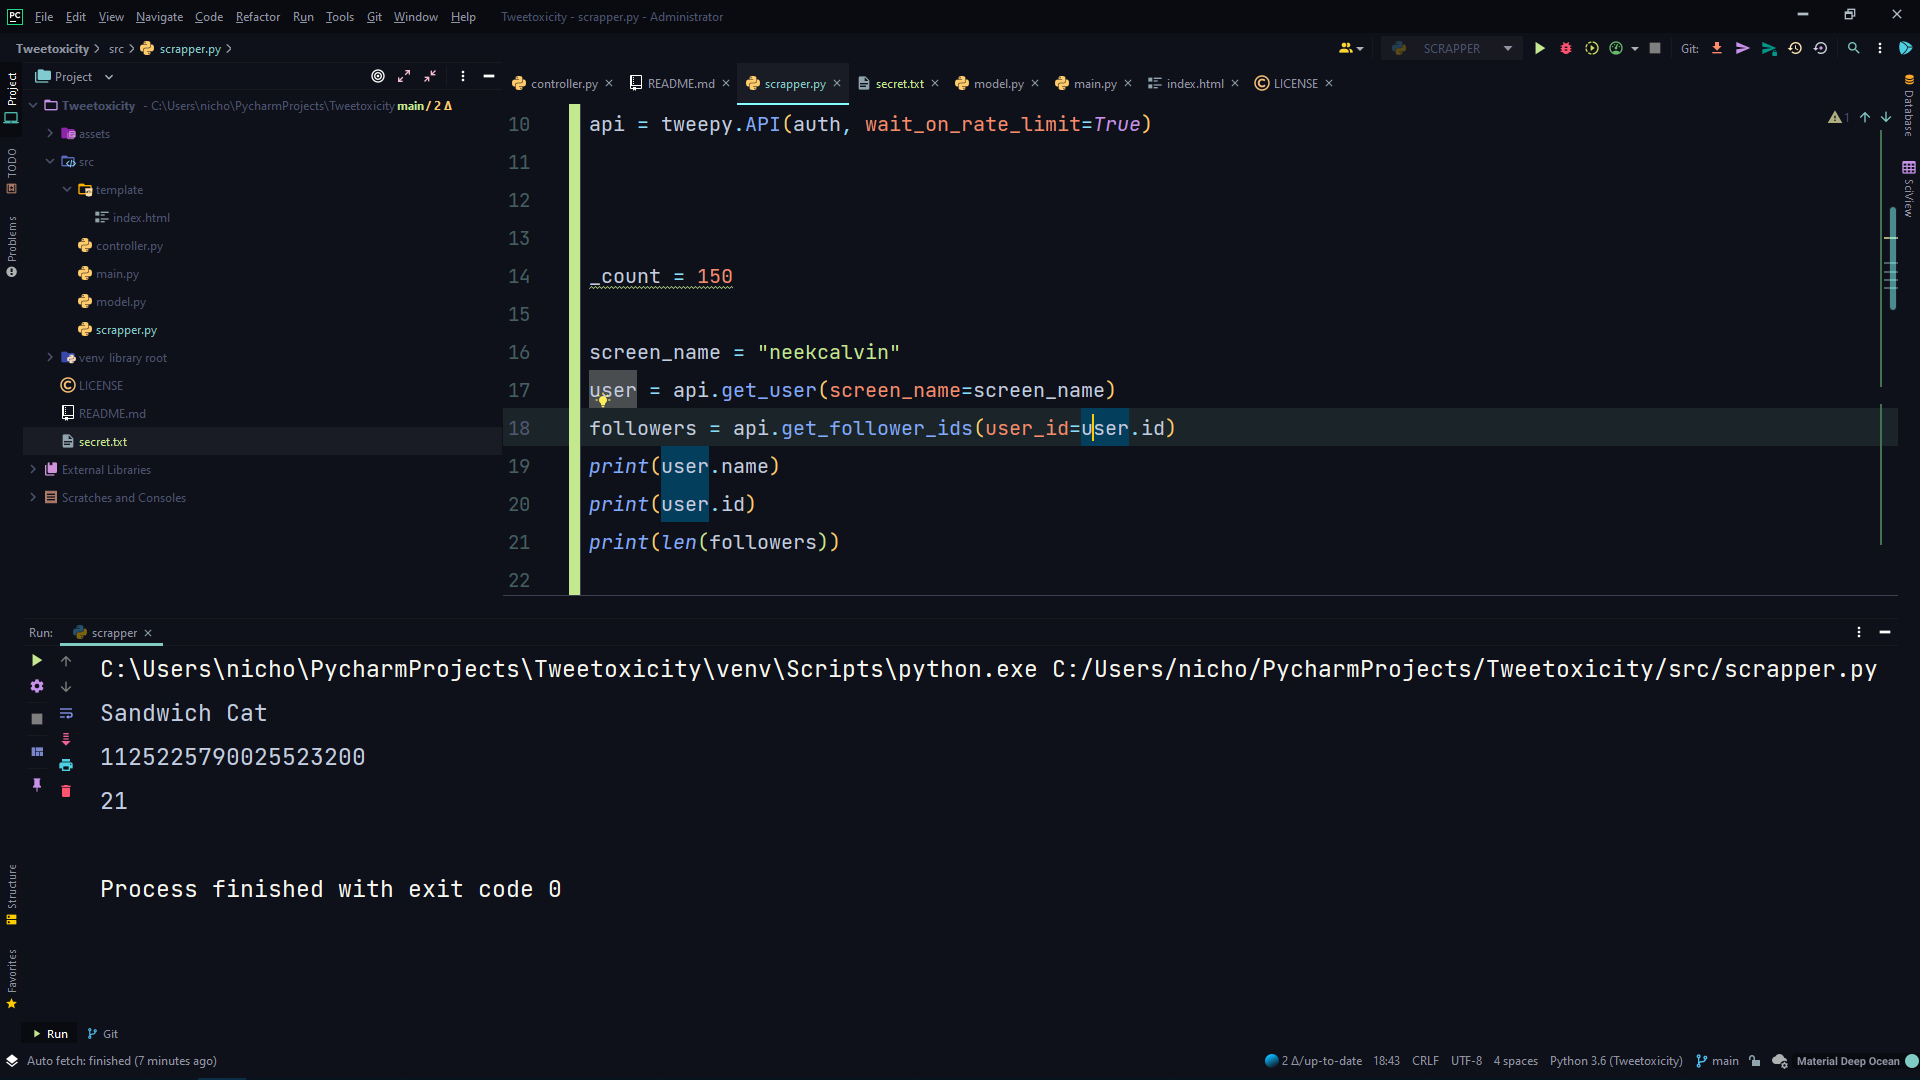 PC File Edit View Navigate Code Refactor Run Tools Git Window Help Tweetoxicity - scrapper.py - Administrator
Tweetoxicity src scrapper.py SCRAPPER Git:
Project
controller.py README.md scrapper.py secret.txt model.py main.py index.html LICENSE
Tweetoxicity - C:\Users\nicho\PycharmProjects\Tweetoxicity main / 2 Δ
assets
src
template
index.html
controller.py
main.py
model.py
scrapper.py
venv library root
LICENSE
README.md
secret.txt
External Libraries
Scratches and Consoles
Project
TODO
Problems
Structure
Favorites
Database
SciView
1
10 api = tweepy.API(auth, wait_on_rate_limit=True)
11
12
13
14 _count = 150
15
16 screen_name = "neekcalvin"
17 user = api.get_user(screen_name=screen_name)
18 followers = api.get_follower_ids(user_id=user.id)
19 print(user.name)
20 print(user.id)
21 print(len(followers))
22
Run: scrapper
C:\Users\nicho\PycharmProjects\Tweetoxicity\venv\Scripts\python.exe C:/Users/nicho/PycharmProjects/Tweetoxicity/src/scrapper.py
Sandwich Cat
1125225790025523200
21
Process finished with exit code 0
Run Git
Auto fetch: finished (7 minutes ago) 2 Δ/up-to-date 18:43 CRLF UTF-8 4 spaces Python 3.6 (Tweetoxicity) main Material Deep Ocean